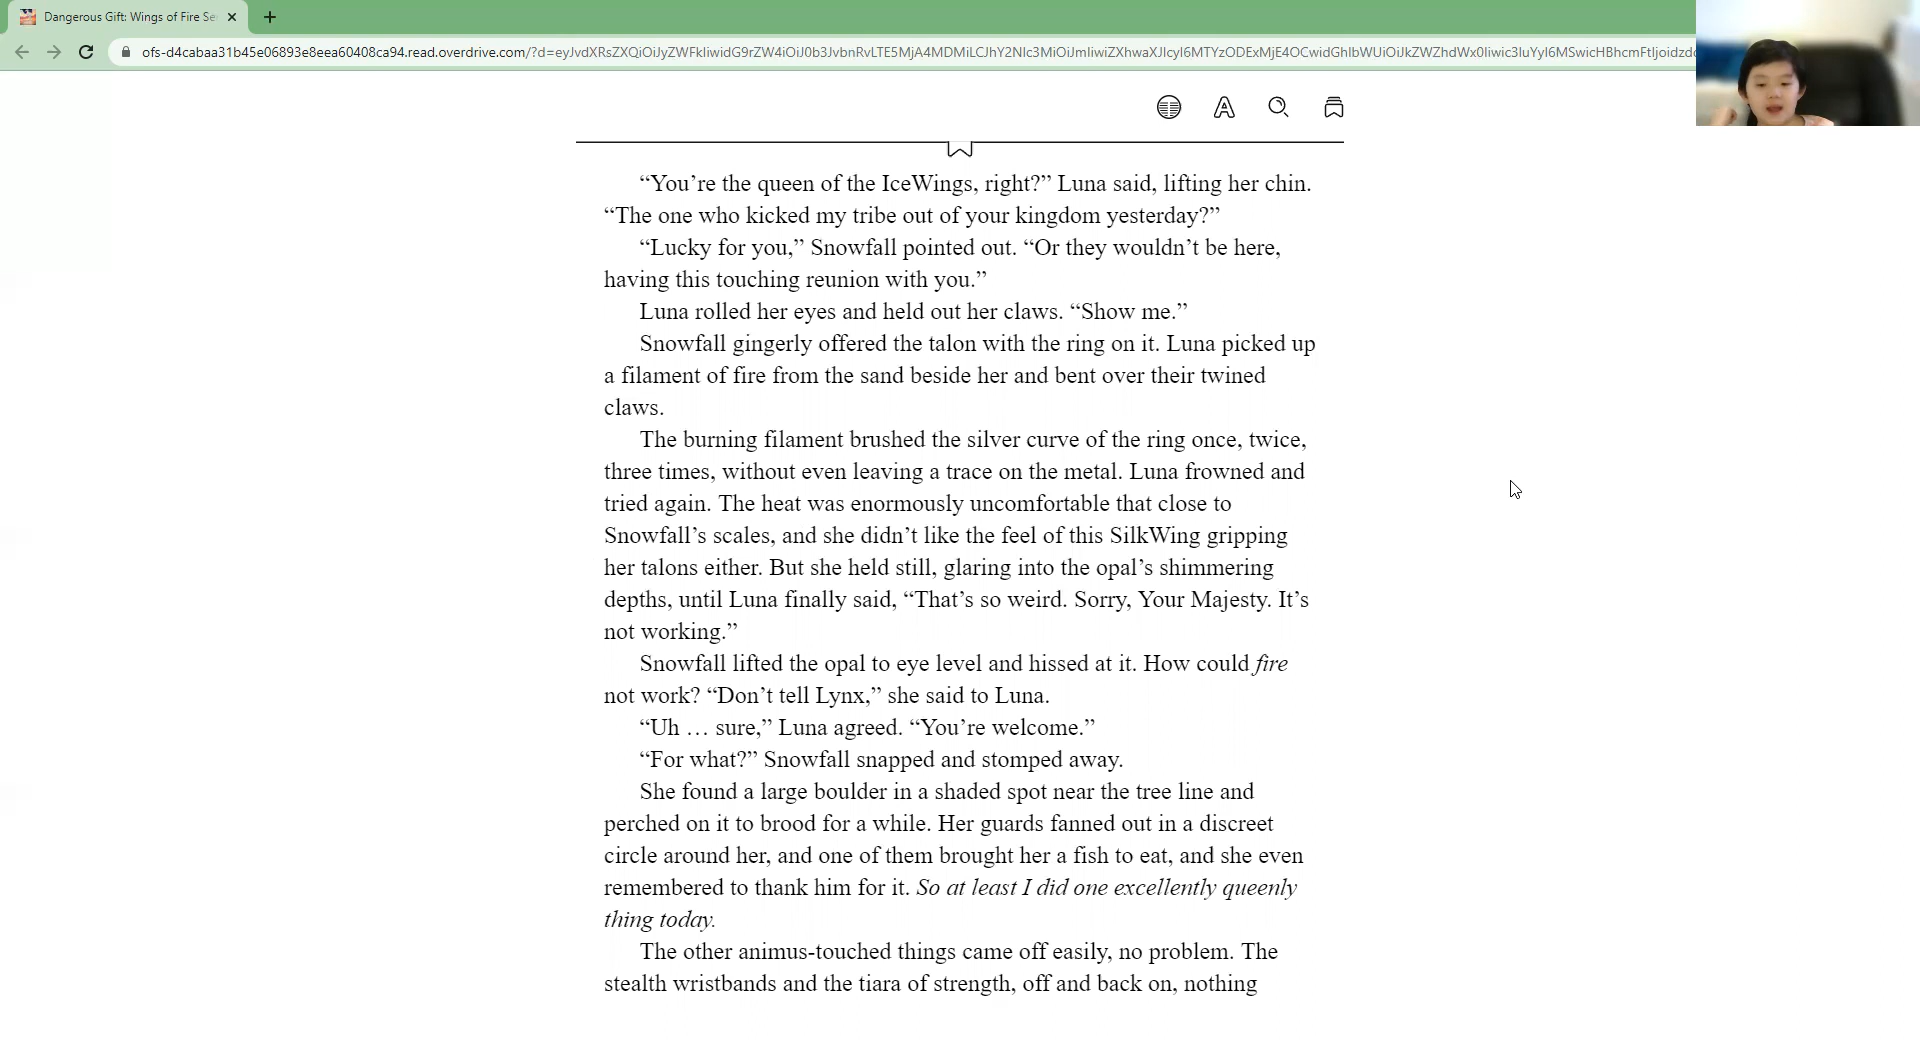 Dangerous Gift: Wings of Fire Se
ofs-d4cabaa31b45e06893e8eea60408ca94.read.overdrive.com/
“You’re the queen of the IceWings, right?” Luna said, lifting her chin.
“The one who kicked my tribe out of your kingdom yesterday?”
“Lucky for you,” Snowfall pointed out. “Or they wouldn’t be here,
having this touching reunion with you.”
Luna rolled her eyes and held out her claws. “Show me.”
Snowfall gingerly offered the talon with the ring on it. Luna picked up
a filament of fire from the sand beside her and bent over their twined
claws.
The burning filament brushed the silver curve of the ring once, twice,
three times, without even leaving a trace on the metal. Luna frowned and
tried again. The heat was enormously uncomfortable that close to
Snowfall’s scales, and she didn’t like the feel of this SilkWing gripping
her talons either. But she held still, glaring into the opal’s shimmering
depths, until Luna finally said, “That’s so weird. Sorry, Your Majesty. It’s
not working.”
Snowfall lifted the opal to eye level and hissed at it. How could fire
not work? “Don’t tell Lynx,” she said to Luna.
“Uh … sure,” Luna agreed. “You’re welcome.”
“For what?” Snowfall snapped and stomped away.
She found a large boulder in a shaded spot near the tree line and
perched on it to brood for a while. Her guards fanned out in a discreet
circle around her, and one of them brought her a fish to eat, and she even
remembered to thank him for it. So at least I did one excellently queenly
thing today.
The other animus-touched things came off easily, no problem. The
stealth wristbands and the tiara of strength, off and back on, nothing